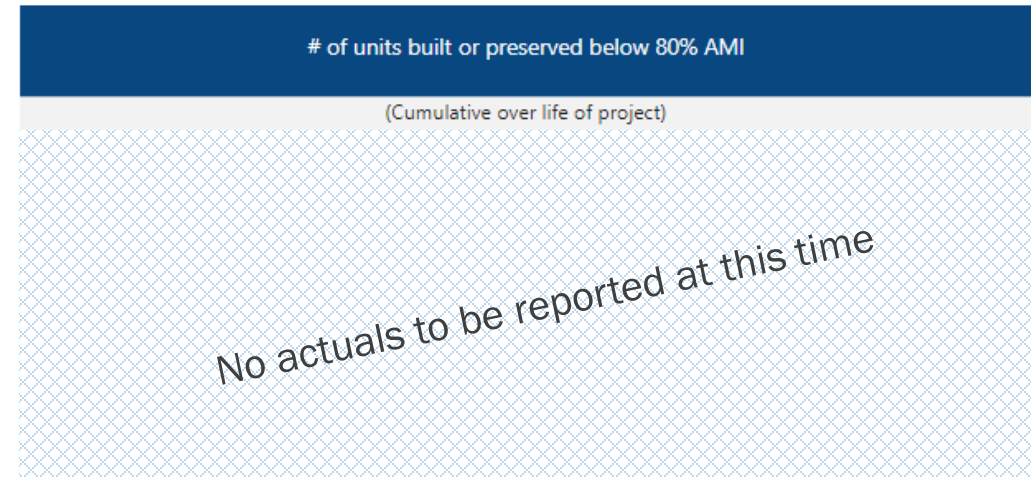 # of units built or preserved below 80% AMI
(Cumulative over life of project)
No actuals to be reported at this time